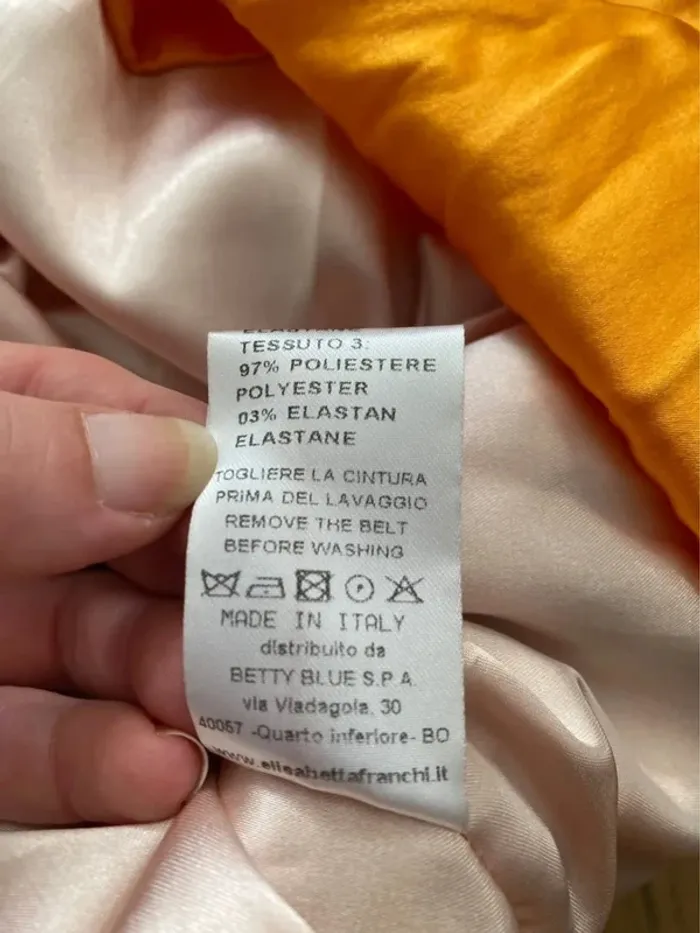 ELASTANE
TESSUTO 3:
97% POLIESTERE
POLYESTER
03% ELASTAN
ELASTANE
TOGLIERE LA CINTURA
PRIMA DEL LAVAGGIO
REMOVE THE BELT
BEFORE WASHING
MADE IN ITALY
distribuito da
BETTY BLUE S.P.A.
via Viadagola, 30
40057 -Quarto inferiore- BO
www.elisabettafranchi.it